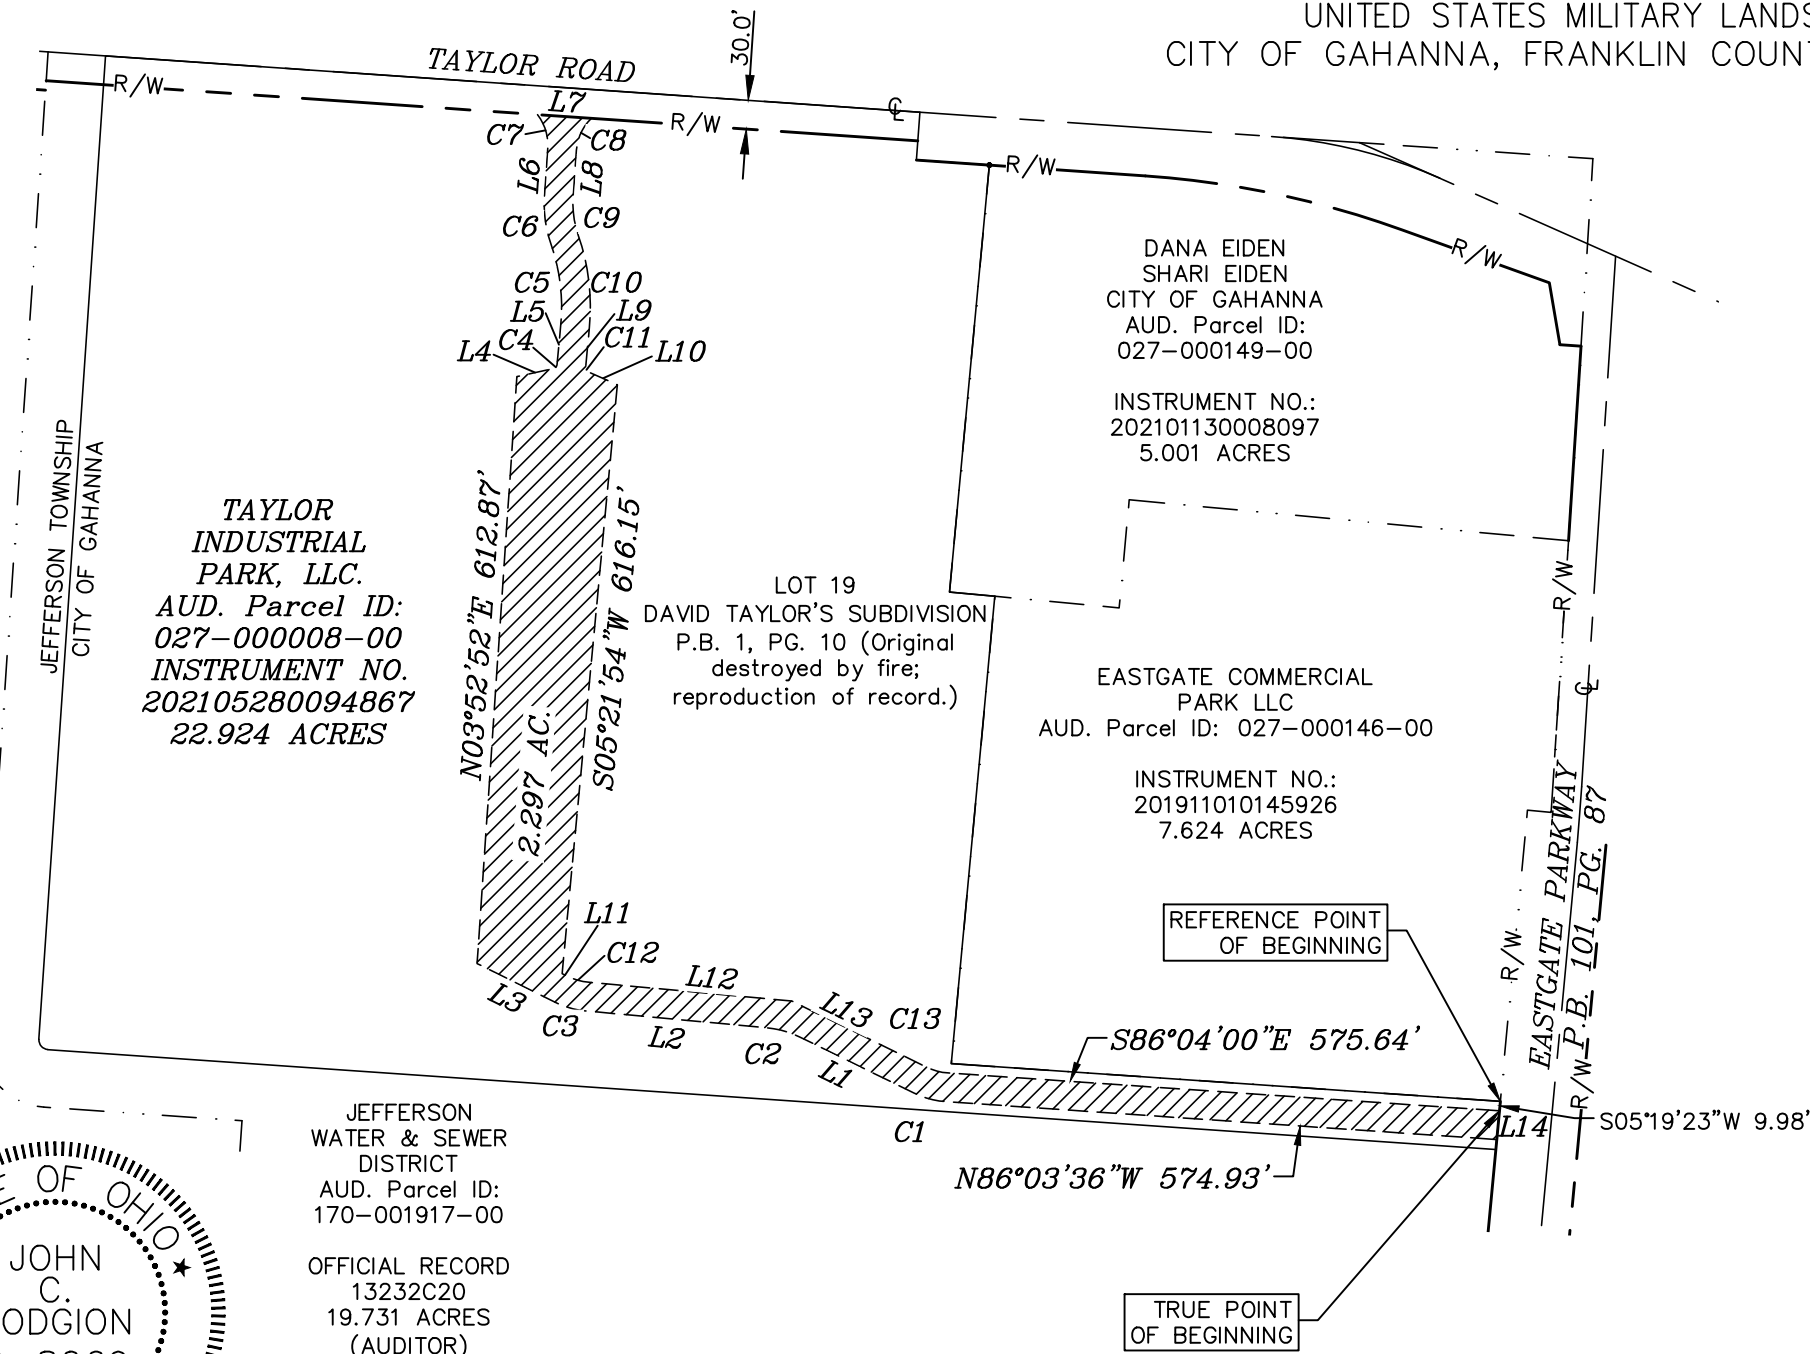 UNITED STATES MILITARY LANDS
CITY OF GAHANNA, FRANKLIN
30.0'
TAYLOR ROAD
R/W
L7
R/W
C7
C8
R/W
L6
L8
C6
C9
R/W
C5
C10
L5
L9
C4
C11
L4
L10
DANA EIDEN
SHARI EIDEN
CITY OF GAHANNA
AUD. Parcel ID:
027-000149-00
INSTRUMENT NO.:
202101130008097
5.001 ACRES
JEFFERSON TOWNSHIP
CITY OF GAHANNA
TAYLOR
INDUSTRIAL
PARK, LLC.
AUD. Parcel ID:
027-000008-00
INSTRUMENT NO.
202105280094867
22.924 ACRES
N03°52'52"E 612.87'
2.297 AC.
S05°21'54"W 616.15'
LOT 19
DAVID TAYLOR'S SUBDIVISION
P.B. 1, PG. 10 (Original
destroyed by fire;
reproduction of record.)
R/W
EASTGATE COMMERCIAL
PARK LLC
AUD. Parcel ID: 027-000146-00
INSTRUMENT NO.:
201911010145926
7.624 ACRES
EASTGATE PARKWAY
P.B. 101, PG. 87
R/W
R/W
REFERENCE POINT
OF BEGINNING
L11
C12
L12
L3
C3
L2
C2
L13
C13
L1
C1
S86°04'00"E 575.64'
L14
S05°19'23"W 9.98'
N86°03'36"W 574.93'
TRUE POINT
OF BEGINNING
JEFFERSON
WATER & SEWER
DISTRICT
AUD. Parcel ID:
170-001917-00
OFFICIAL RECORD
13232C20
19.731 ACRES
(AUDITOR)
OF OHIO
JOHN
C.
ODGION